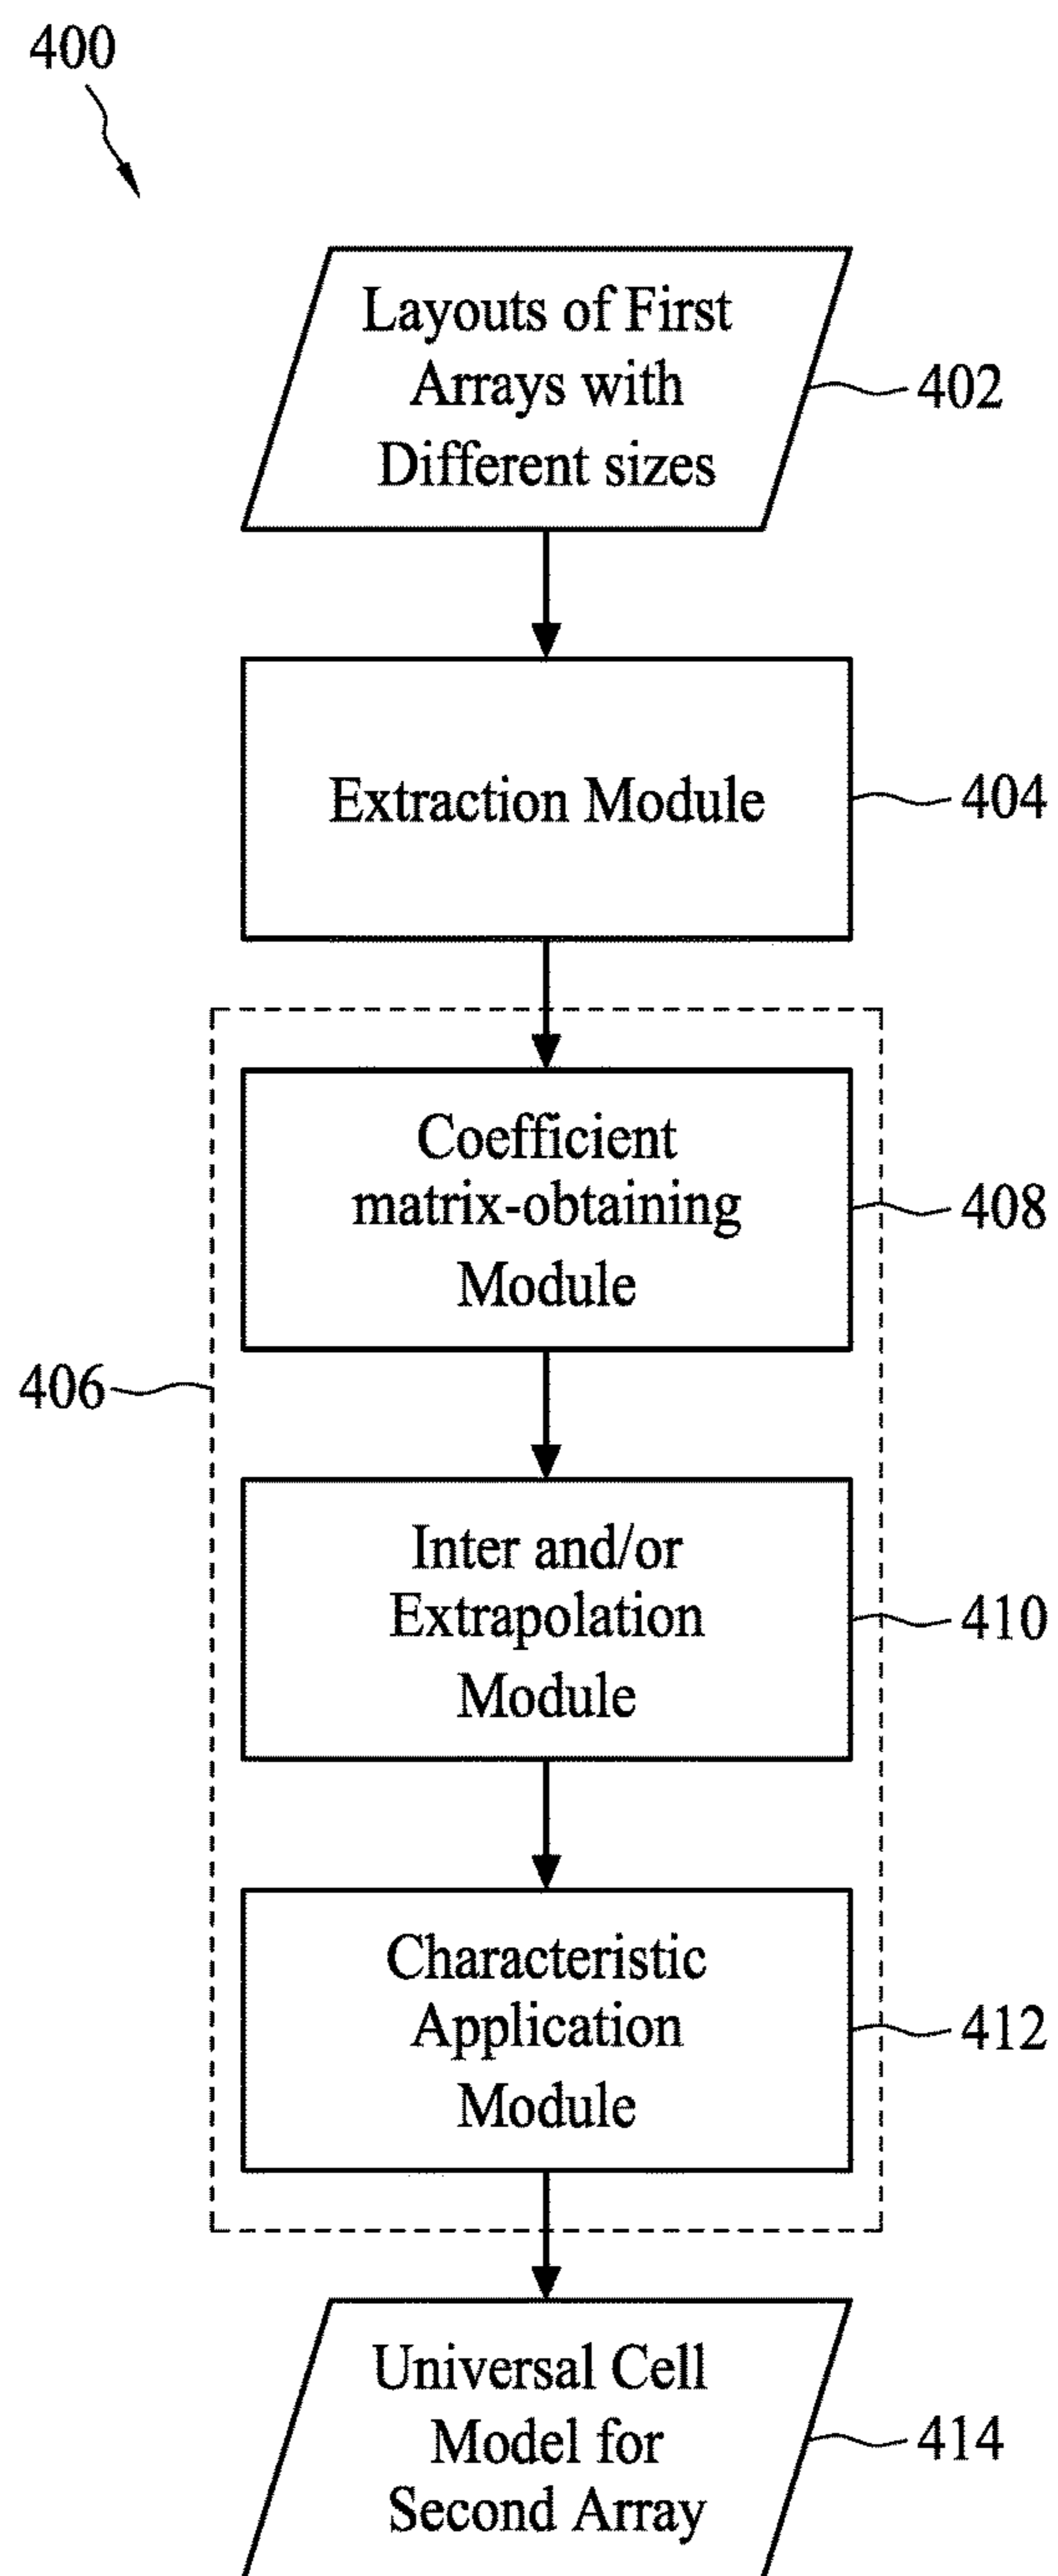 400
Layouts of First
Arrays with
Different sizes
402
Extraction Module
404
Coefficient
matrix-obtaining
Module
408
406
Inter and/or
Extrapolation
Module
410
Characteristic
Application
Module
412
Universal Cell
Model for
Second Array
414